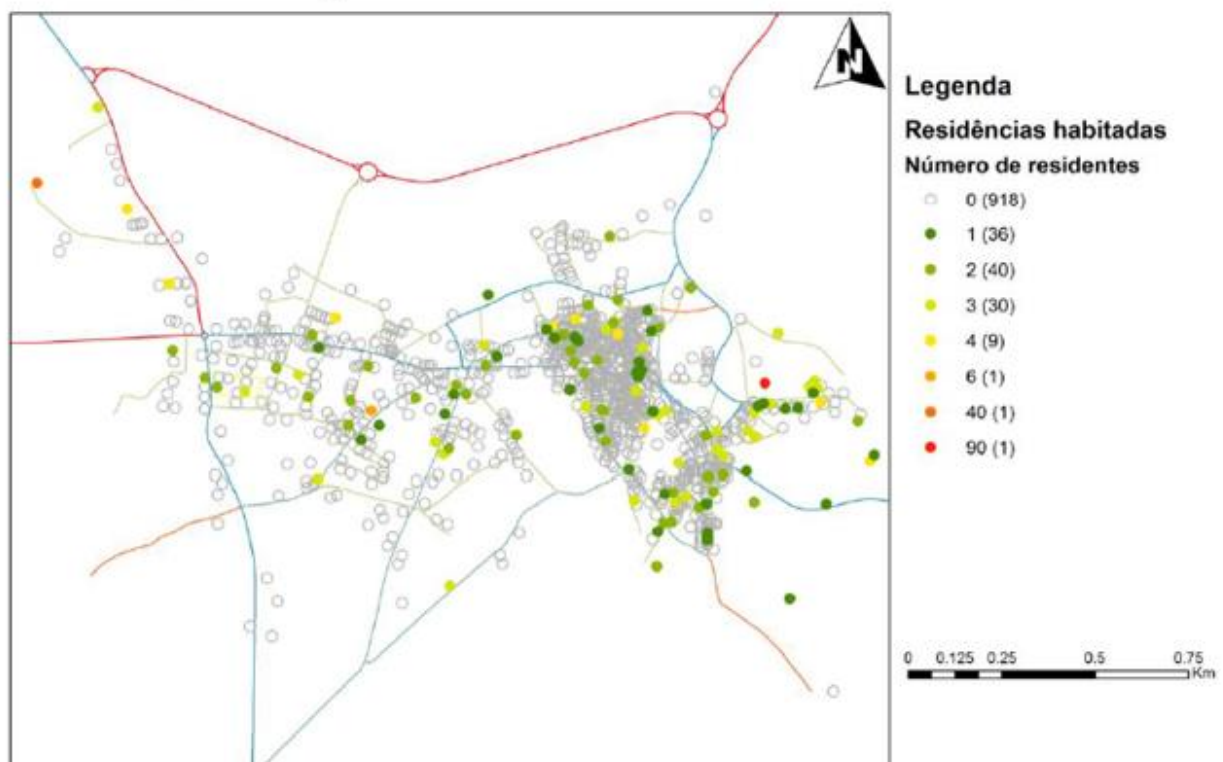 N
Legenda
Residências habitadas
Número de residentes
0 (918)
1 (36)
2 (40)
3 (30)
4 (9)
6 (1)
40 (1)
90 (1)
0 0.125 0.25 0.5 0.75
Km